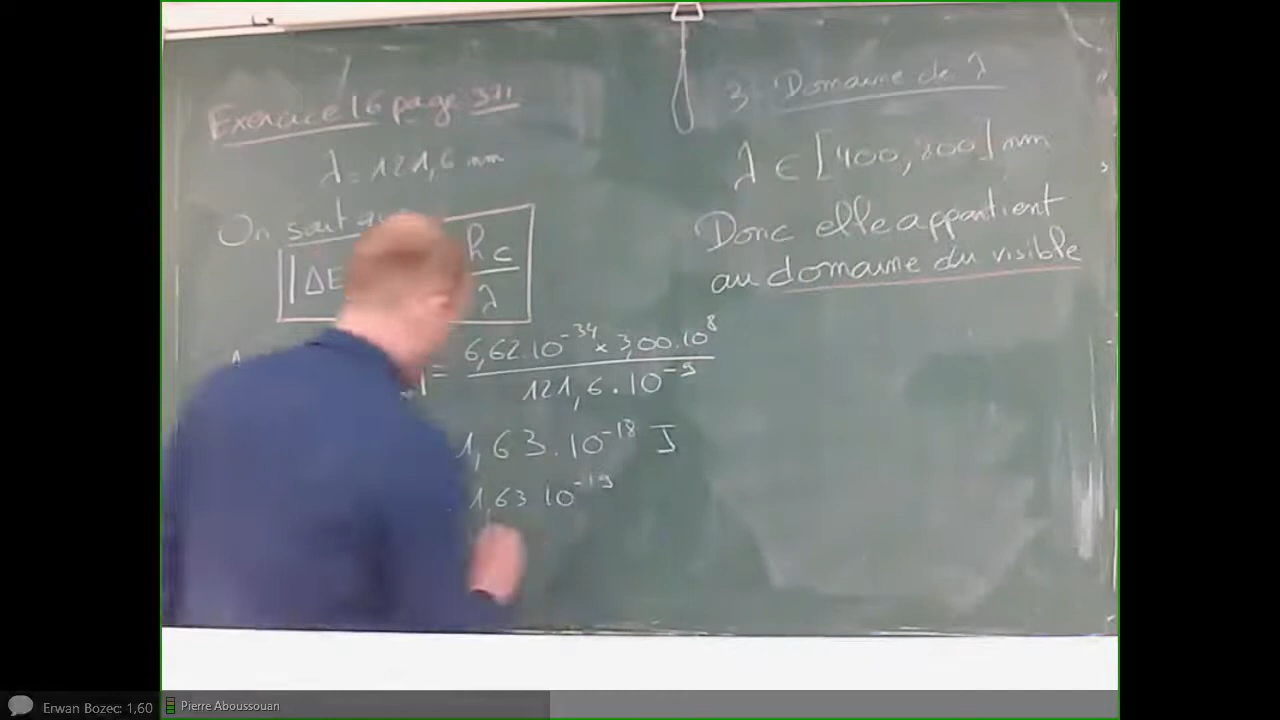 Exercice 16 page 371
λ = 121,6 nm
On sait que
|ΔE hc
λ
= 6,62.10⁻³⁴ × 3,00.10⁸
121,6.10⁻⁹
1,63.10⁻¹⁸ J
1,63 10⁻¹⁹
3 Domaine de λ
λ ∈ [400, 800] nm
Donc elle appartient
au domaine du visible
Erwan Bozec: 1,60
Pierre Aboussouan